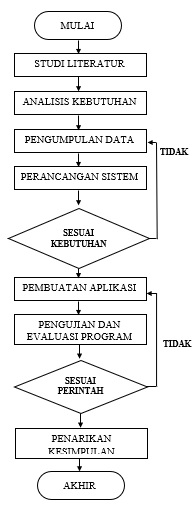 MULAI
STUDI LITERATUR
ANALISIS KEBUTUHAN
PENGUMPULAN DATA
TIDAK
PERANCANGAN SISTEM
SESUAI
KEBUTUHAN
PEMBUATAN APLIKASI
PENGUJIAN DAN
EVALUASI PROGRAM
TIDAK
SESUAI
PERINTAH
PENARIKAN
KESIMPULAN
AKHIR